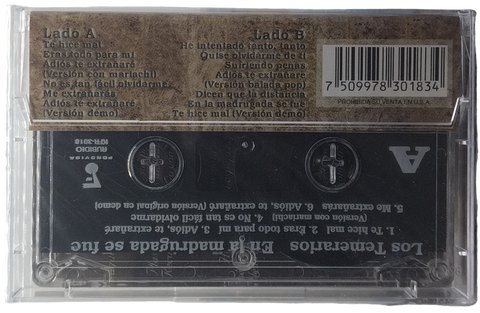 Lado A
Te hice mal
Eras todo para mí
Adiós te extrañaré
(Versión con mariachi)
No es tan fácil olvidarme
Me extrañarás
Adiós te extrañaré
(Versión demo)
Lado B
He intentado tanto, tanto
Quise olvidarme de ti
Sufriendo penas
Adiós te extrañaré
(Versión balada pop)
Dicen que la distancia
En la madrugada se fue
Te hice mal (Versión demo)
7 509978 301834
PROHIBIDA SU VENTA EN U.S.A.
A
Los Temerarios En la madrugada se fue
1. Te hice mal 2. Eras todo para mí 3. Adiós, te extrañaré
(Versión con mariachi) 4. No es tan fácil olvidarme
5. Me extrañarás 6. Adiós, te extrañaré (Versión original en demo)
FONOVISA